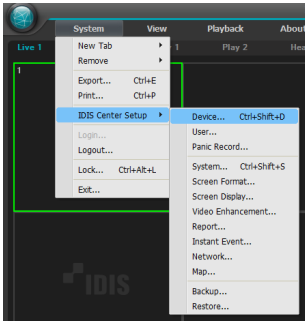 System View Playback About
Live 1 1 Play 2 Hea
1
New Tab
Remove
Export... Ctrl+E
Print... Ctrl+P
IDIS Center Setup
Login...
Logout...
Lock... Ctrl+Alt+L
Exit...
Device... Ctrl+Shift+D
User...
Panic Record...
System... Ctrl+Shift+S
Screen Format...
Screen Display...
Video Enhancement...
Report...
Instant Event...
Network...
Map...
Backup...
Restore...
IDIS